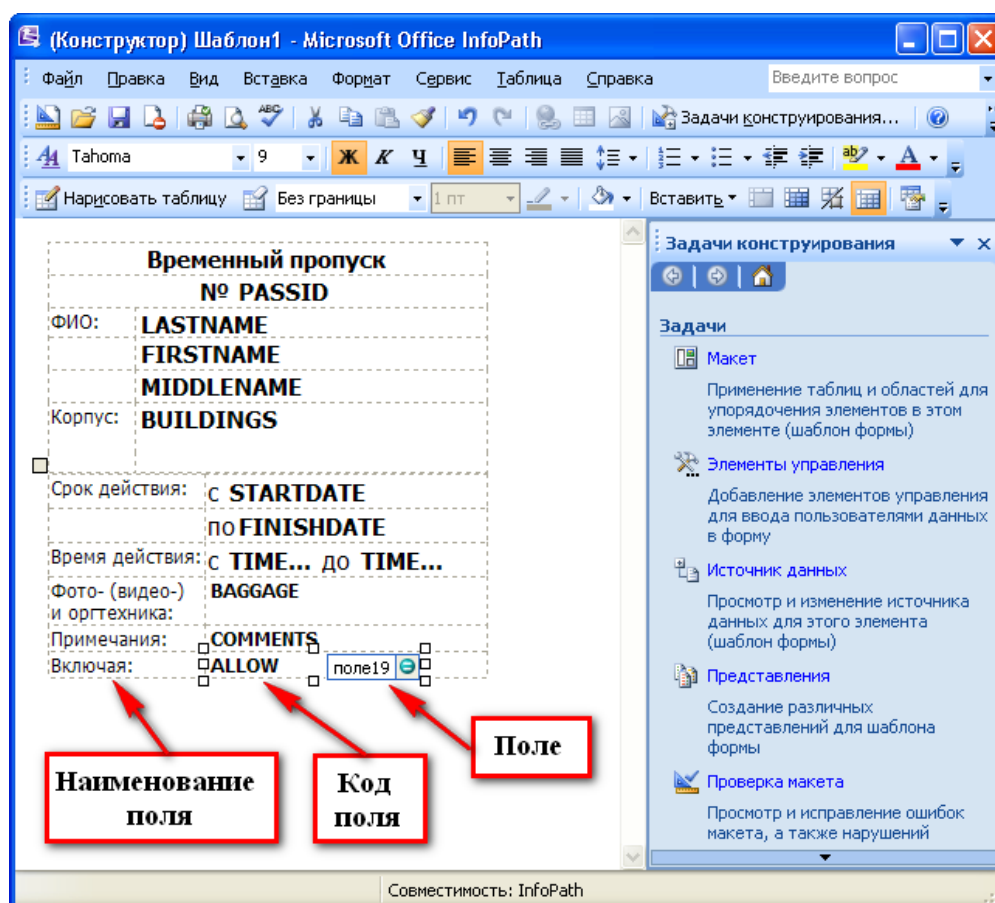 (Конструктор) Шаблон1 - Microsoft Office InfoPath
Файл Правка Вид Вставка Формат Сервис Таблица Справка Введите вопрос
Задачи конструирования...
Tahoma 9 Ж К Ч
Нарисовать таблицу Без границы 1 пт Вставить
Временный пропуск
№ PASSID
ФИО: LASTNAME
FIRSTNAME
MIDDLENAME
Корпус: BUILDINGS
Срок действия: с STARTDATE
по FINISHDATE
Время действия: с TIME... до TIME...
Фото- (видео-) BAGGAGE
и оргтехника:
Примечания: COMMENTS
Включая: ALLOW поле19
Наименование
поля
Код
поля
Поле
Задачи конструирования
Задачи
Макет
Применение таблиц и областей для
упорядочения элементов в этом
элементе (шаблон формы)
Элементы управления
Добавление элементов управления
для ввода пользователями данных
в форму
Источник данных
Просмотр и изменение источника
данных для этого элемента
(шаблон формы)
Представления
Создание различных
представлений для шаблона
формы
Проверка макета
Просмотр и исправление ошибок
макета, а также нарушений
Совместимость: InfoPath